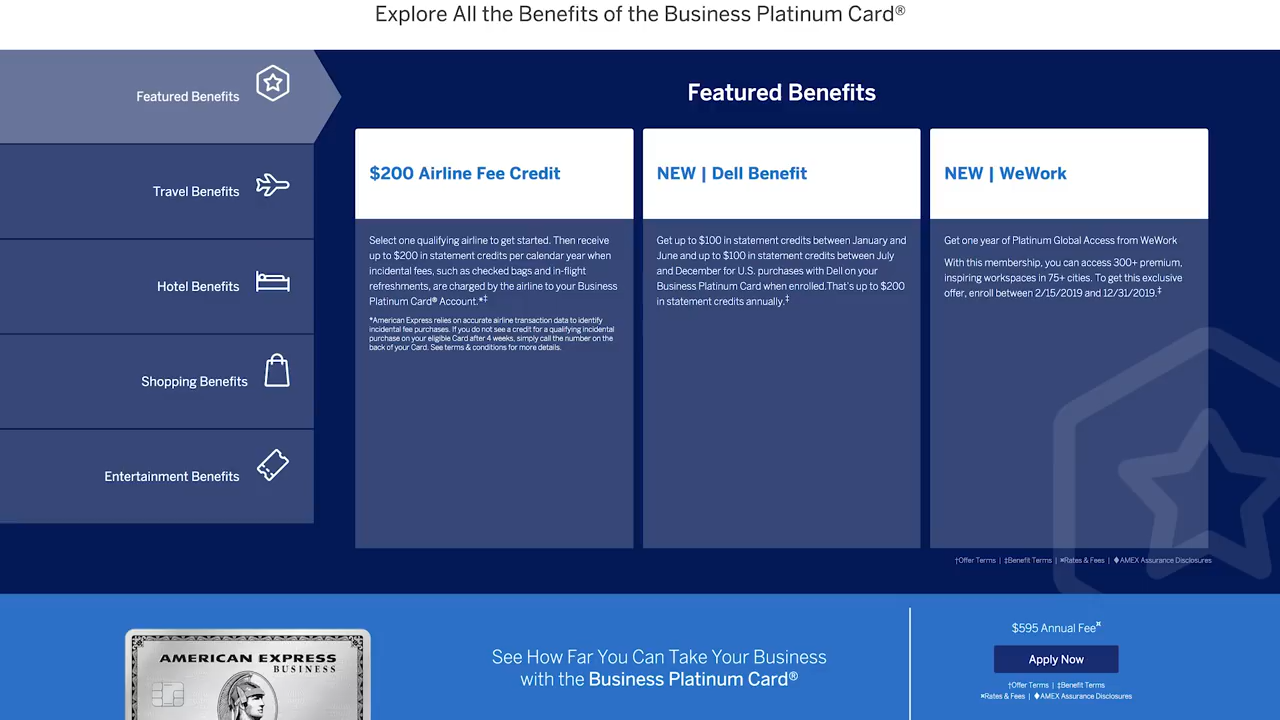 Explore All the Benefits of the Business Platinum Card®
Featured Benefits
Travel Benefits
Hotel Benefits
Shopping Benefits
Entertainment Benefits
Featured Benefits
$200 Airline Fee Credit
Select one qualifying airline to get started. Then receive
up to $200 in statement credits per calendar year when
incidental fees, such as checked bags and in-flight
refreshments, are charged by the airline to your Business
Platinum Card® Account.*‡
*American Express relies on accurate airline transaction data to identify
incidental fee purchases. If you do not see a credit for a qualifying incidental
purchase on your eligible Card after 4 weeks, simply call the number on the
back of your Card. See terms & conditions for more details.
NEW | Dell Benefit
Get up to $100 in statement credits between January and
June and up to $100 in statement credits between July
and December for U.S. purchases with Dell on your
Business Platinum Card when enrolled.That's up to $200
in statement credits annually.‡
NEW | WeWork
Get one year of Platinum Global Access from WeWork
With this membership, you can access 300+ premium,
inspiring workspaces in 75+ cities. To get this exclusive
offer, enroll between 2/15/2019 and 12/31/2019.‡
†Offer Terms | ‡Benefit Terms | ¤Rates & Fees | ♦AMEX Assurance Disclosures
AMERICAN EXPRESS
BUSINESS
See How Far You Can Take Your Business
with the Business Platinum Card®
$595 Annual Fee¤
Apply Now
†Offer Terms | ‡Benefit Terms
¤Rates & Fees | ♦AMEX Assurance Disclosures